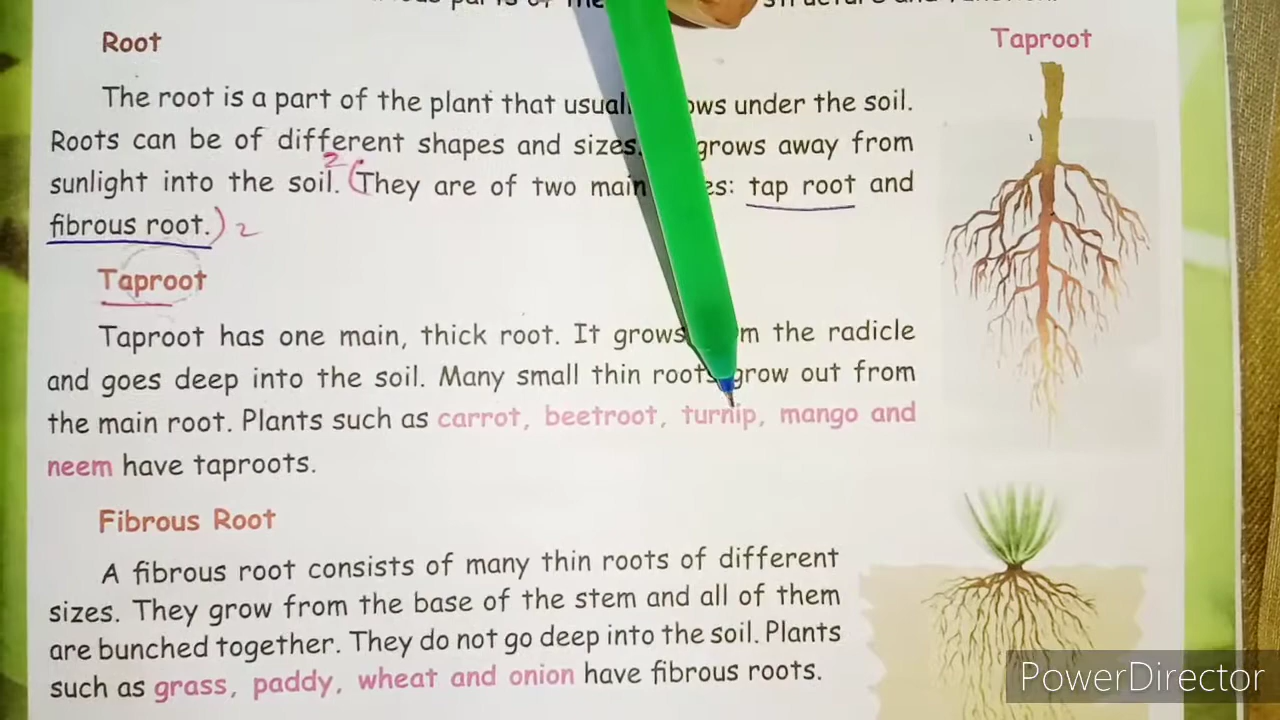 parts of the
Root
Taproot
The root is a part of the plant that under the soil.
Roots can be of different shapes and sizes. grows away from
sunlight into the soil. (They are of two main : tap root and
fibrous root.) 2
2
Taproot
Taproot has one main, thick root. It grows the radicle
and goes deep into the soil. Many small thin roots grow out from
the main root. Plants such as carrot, beetroot, turnip, mango and
neem have taproots.
Fibrous Root
A fibrous root consists of many thin roots of different
sizes. They grow from the base of the stem and all of them
are bunched together. They do not go deep into the soil. Plants
such as grass, paddy, wheat and onion have fibrous roots.
PowerDirector